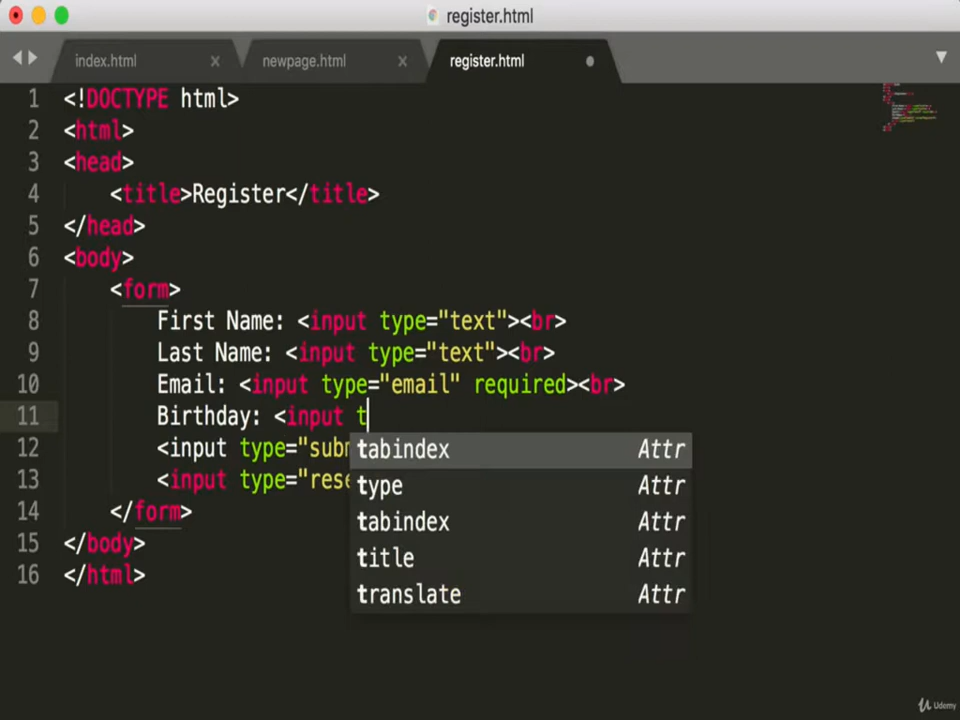 register.html
index.html × newpage.html × register.html
1 <!DOCTYPE html>
2 <html>
3 <head>
4 <title>Register</title>
5 </head>
6 <body>
7 <form>
8 First Name: <input type="text"><br>
9 Last Name: <input type="text"><br>
10 Email: <input type="email" required><br>
11 Birthday: <input t
12 <input type="subm
13 <input type="rese
tabindex Attr
type Attr
tabindex Attr
title Attr
translate Attr
14 </form>
15 </body>
16 </html>
Udemy